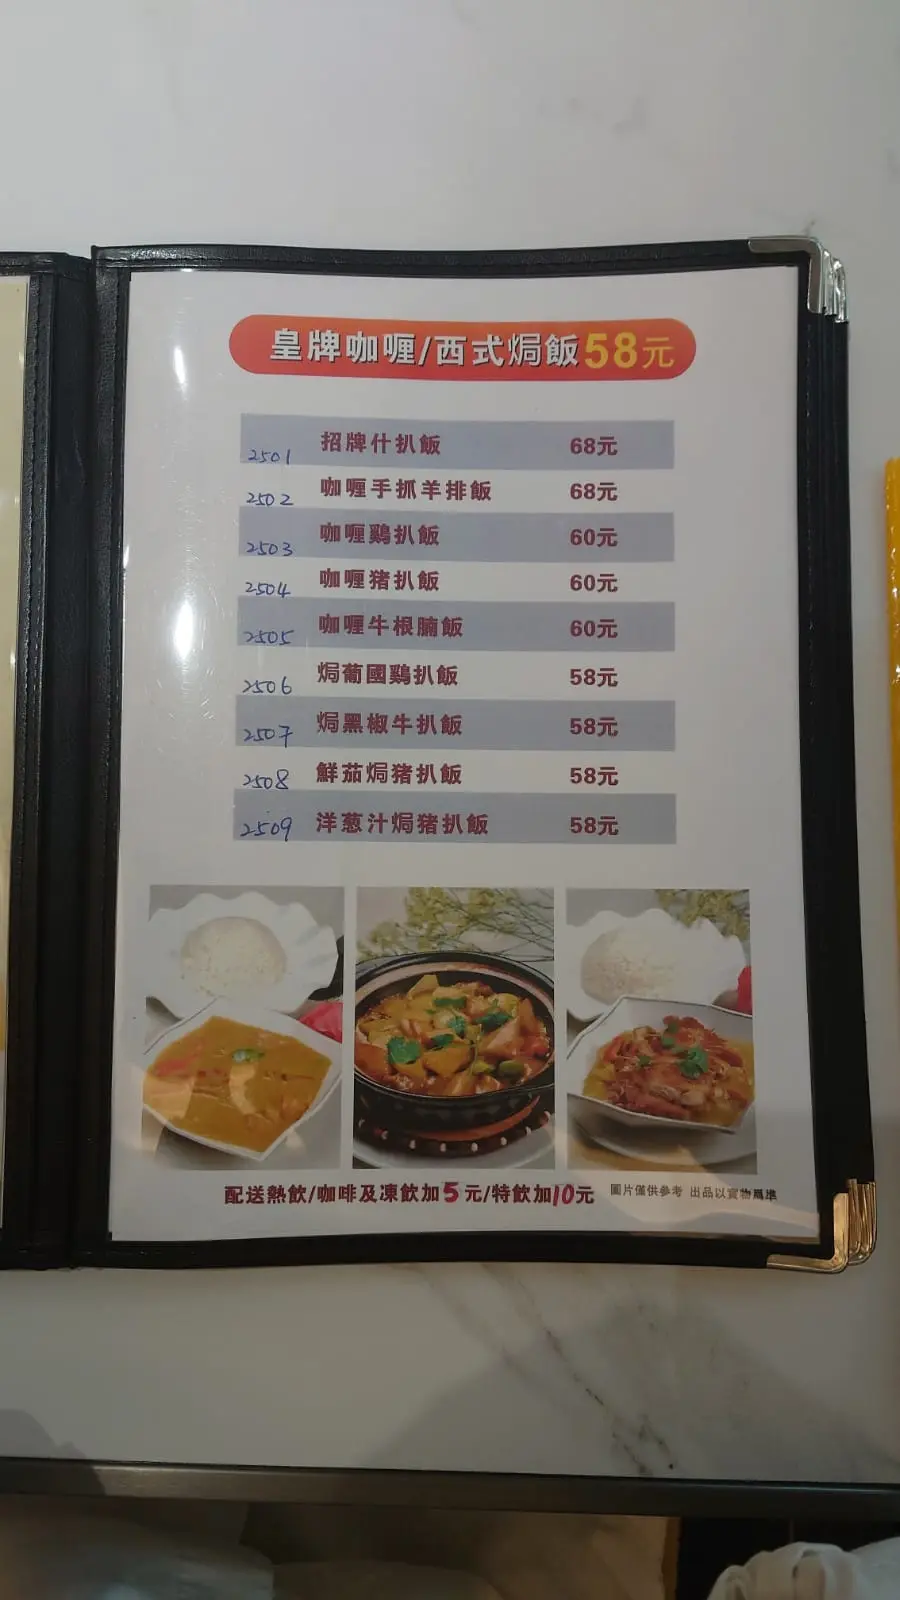 皇牌咖喱/西式焗飯58元
2501 招牌什扒飯 68元
2502 咖喱手抓羊排飯 68元
2503 咖喱鷄扒飯 60元
2504 咖喱猪扒飯 60元
2505 咖喱牛根腩飯 60元
2506 焗葡國鷄扒飯 58元
2507 焗黑椒牛扒飯 58元
2508 鮮茄焗猪扒飯 58元
2509 洋葱汁焗猪扒飯 58元
配送熱飲/咖啡及凍飲加5元/特飲加10元 圖片僅供參考 出品以實物爲準